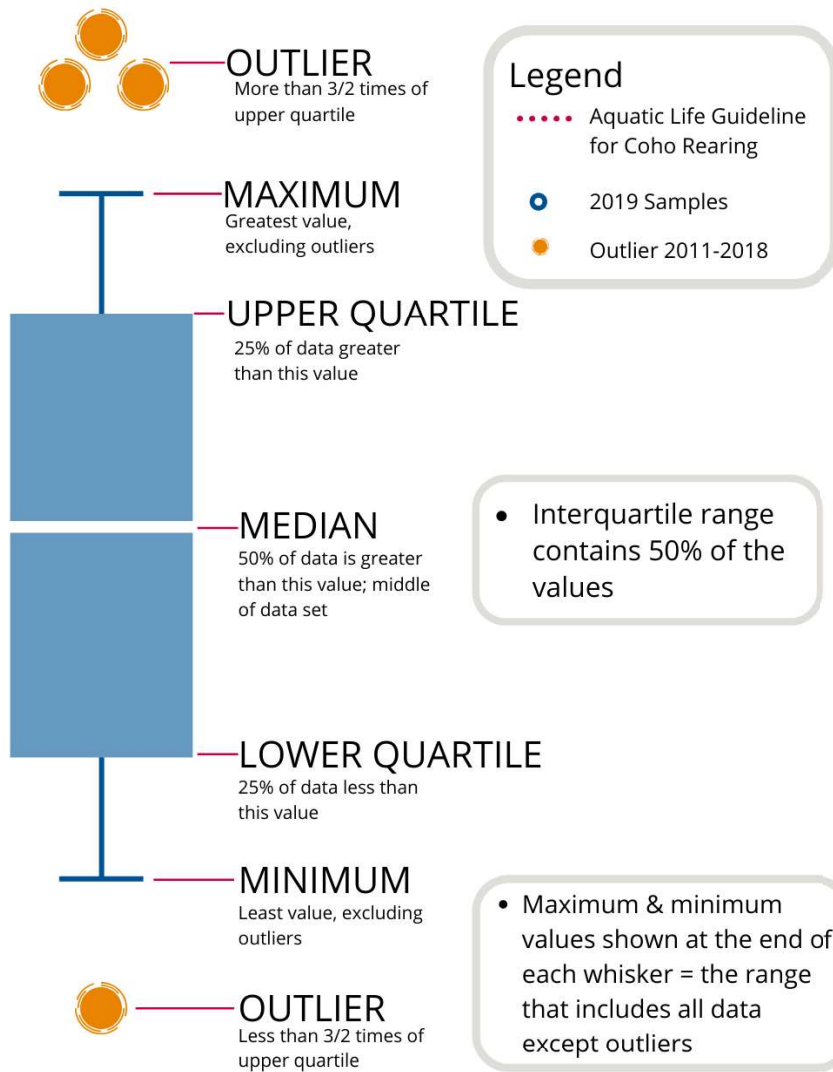 OUTLIER
More than 3/2 times of
upper quartile
MAXIMUM
Greatest value,
excluding outliers
UPPER QUARTILE
25% of data greater
than this value
MEDIAN
50% of data is greater
than this value; middle
of data set
LOWER QUARTILE
25% of data less than
this value
MINIMUM
Least value, excluding
outliers
OUTLIER
Less than 3/2 times of
upper quartile
Legend
Aquatic Life Guideline
for Coho Rearing
2019 Samples
Outlier 2011-2018
• Interquartile range
contains 50% of the
values
• Maximum & minimum
values shown at the end of
each whisker = the range
that includes all data
except outliers